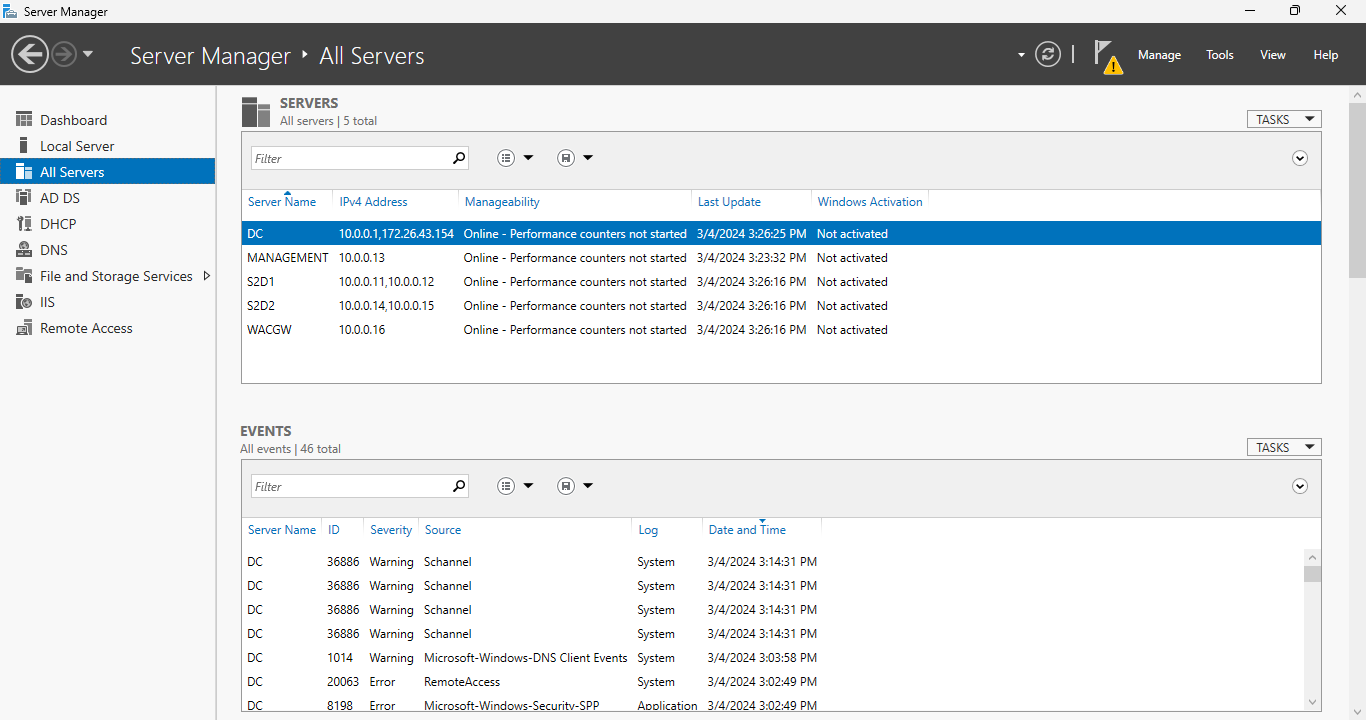 Server Manager
Server Manager ‣ All Servers
Manage Tools View Help
Dashboard
Local Server
All Servers
AD DS
DHCP
DNS
File and Storage Services
IIS
Remote Access
SERVERS
All servers | 5 total
TASKS
Filter
Server Name IPv4 Address Manageability Last Update Windows Activation
DC 10.0.0.1,172.26.43.154 Online - Performance counters not started 3/4/2024 3:26:25 PM Not activated
MANAGEMENT 10.0.0.13 Online - Performance counters not started 3/4/2024 3:23:32 PM Not activated
S2D1 10.0.0.11,10.0.0.12 Online - Performance counters not started 3/4/2024 3:26:16 PM Not activated
S2D2 10.0.0.14,10.0.0.15 Online - Performance counters not started 3/4/2024 3:26:16 PM Not activated
WACGW 10.0.0.16 Online - Performance counters not started 3/4/2024 3:26:16 PM Not activated
EVENTS
All events | 46 total
TASKS
Filter
Server Name ID Severity Source Log Date and Time
DC 36886 Warning Schannel System 3/4/2024 3:14:31 PM
DC 36886 Warning Schannel System 3/4/2024 3:14:31 PM
DC 36886 Warning Schannel System 3/4/2024 3:14:31 PM
DC 36886 Warning Schannel System 3/4/2024 3:14:31 PM
DC 1014 Warning Microsoft-Windows-DNS Client Events System 3/4/2024 3:03:58 PM
DC 20063 Error RemoteAccess System 3/4/2024 3:02:49 PM
DC 8198 Error Microsoft-Windows-Security-SPP Application 3/4/2024 3:02:49 PM